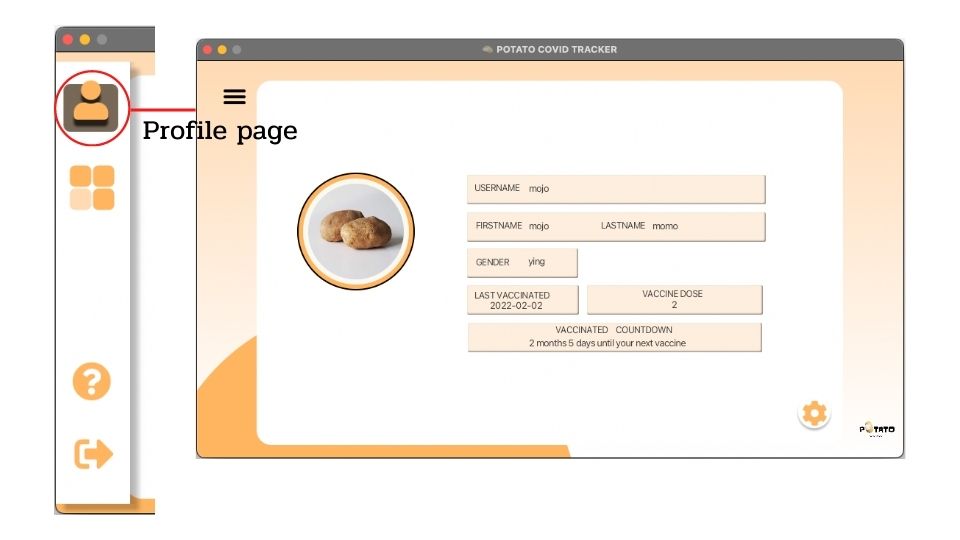 POTATO COVID TRACKER
Profile page
USERNAME mojo
FIRSTNAME mojo LASTNAME momo
GENDER ying
LAST VACCINATED
2022-02-02
VACCINE DOSE
2
VACCINATED COUNTDOWN
2 months 5 days until your next vaccine
POTATO